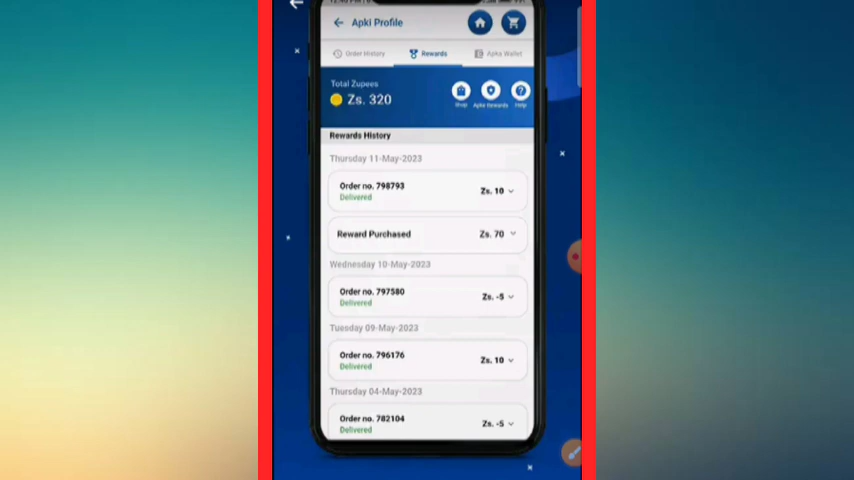 Apki Profile
Order History
Rewards
Apka Wallet
Total Zupees
Zs. 320
Shop
Apka Rewards
Help
Rewards History
Thursday 11-May-2023
Order no. 798793
Zs. 10
Delivered
Reward Purchased
Zs. 70
Wednesday 10-May-2023
Order no. 797580
Zs. -5
Delivered
Tuesday 09-May-2023
Order no. 796176
Zs. 10
Delivered
Thursday 04-May-2023
Order no. 782104
Zs. -5
Delivered